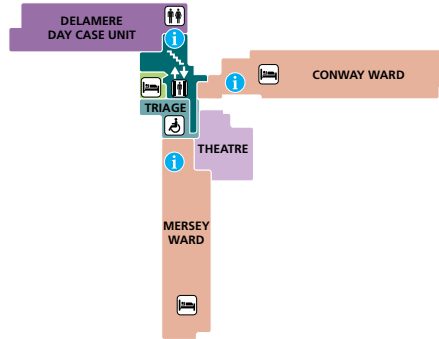 DELAMERE
DAY CASE UNIT
i
i
CONWAY WARD
TRIAGE
THEATRE
i
MERSEY
WARD